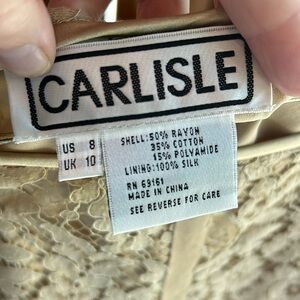 CARLISLE
US 8
UK 10
SHELL:50% RAYON
35% COTTON
15% POLYAMIDE
LINING:100% SILK
RN 63161
MADE IN CHINA
SEE REVERSE FOR CARE